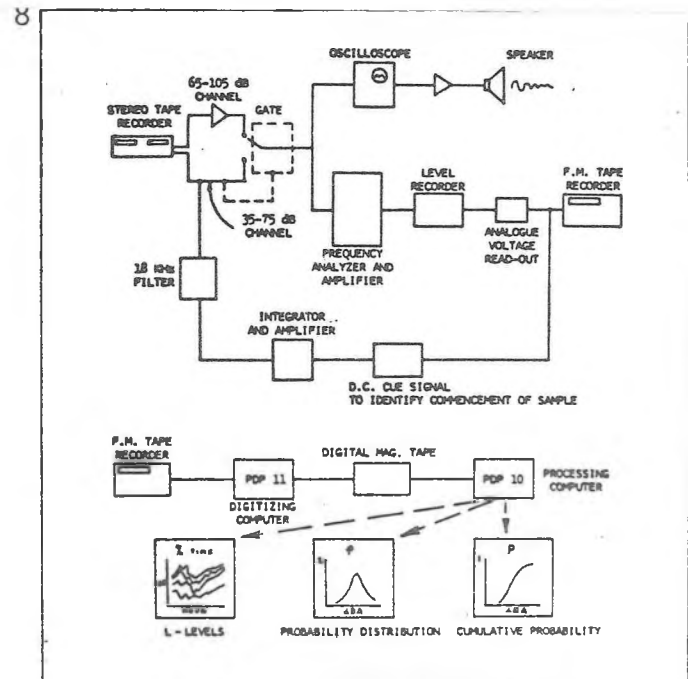 8
OSCILLOSCOPE
SPEAKER
65-105 dB
CHANNEL
GATE
STEREO TAPE
RECORDER
LEVEL
RECORDER
F.M. TAPE
RECORDER
35-75 dB
CHANNEL
ANALOGUE
VOLTAGE
READ-OUT
FREQUENCY
ANALYZER AND
AMPLIFIER
18 KHz
FILTER
INTEGRATOR
AND AMPLIFIER
D.C. CUE SIGNAL
TO IDENTIFY COMMENCEMENT OF SAMPLE
F.M. TAPE
RECORDER
DIGITAL MAG. TAPE
PDP 11
PDP 10
PROCESSING
COMPUTER
DIGITIZING
COMPUTER
% TIME
P
P
L - LEVELS
PROBABILITY DISTRIBUTION
CUMULATIVE PROBABILITY